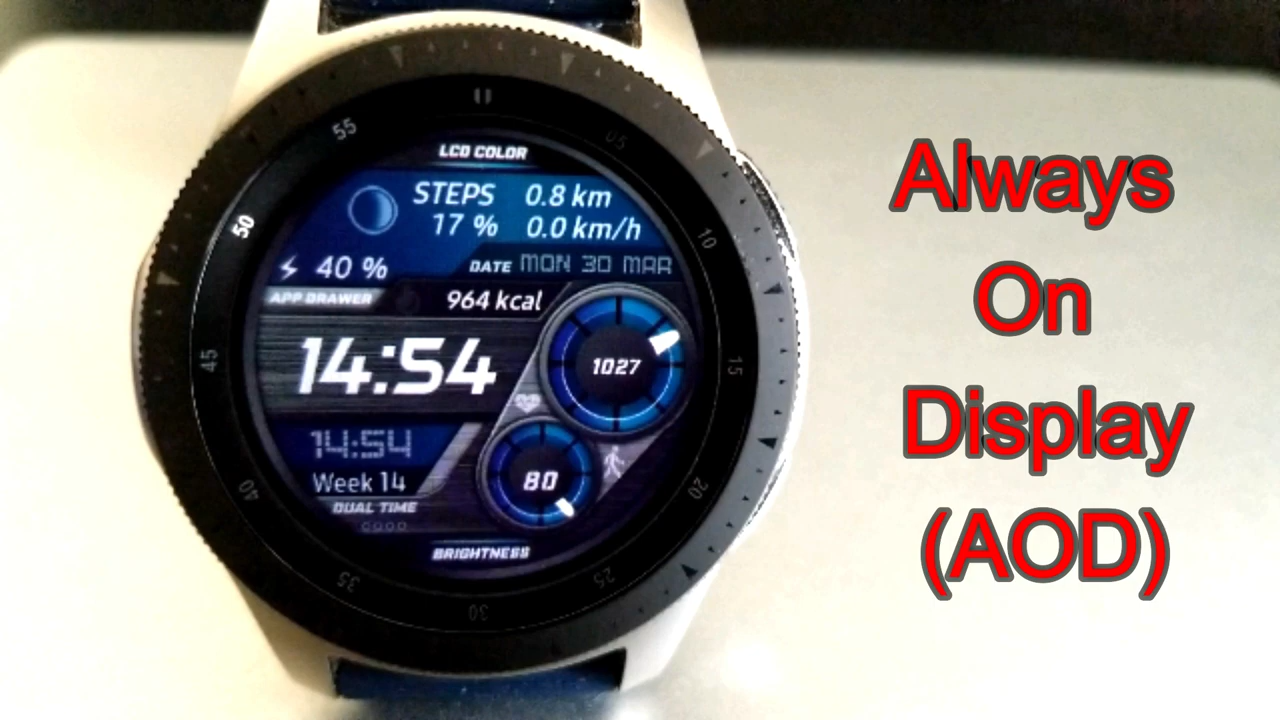 55
05
50
10
45
15
40
20
35
25
30
LCD COLOR
STEPS 0.8 km
17 % 0.0 km/h
40 %
DATE MON 30 MAR
APP DRAWER
964 kcal
14:54
1027
14:54
Week 14
80
DUAL TIME
BRIGHTNESS
Always
On
Display
(AOD)